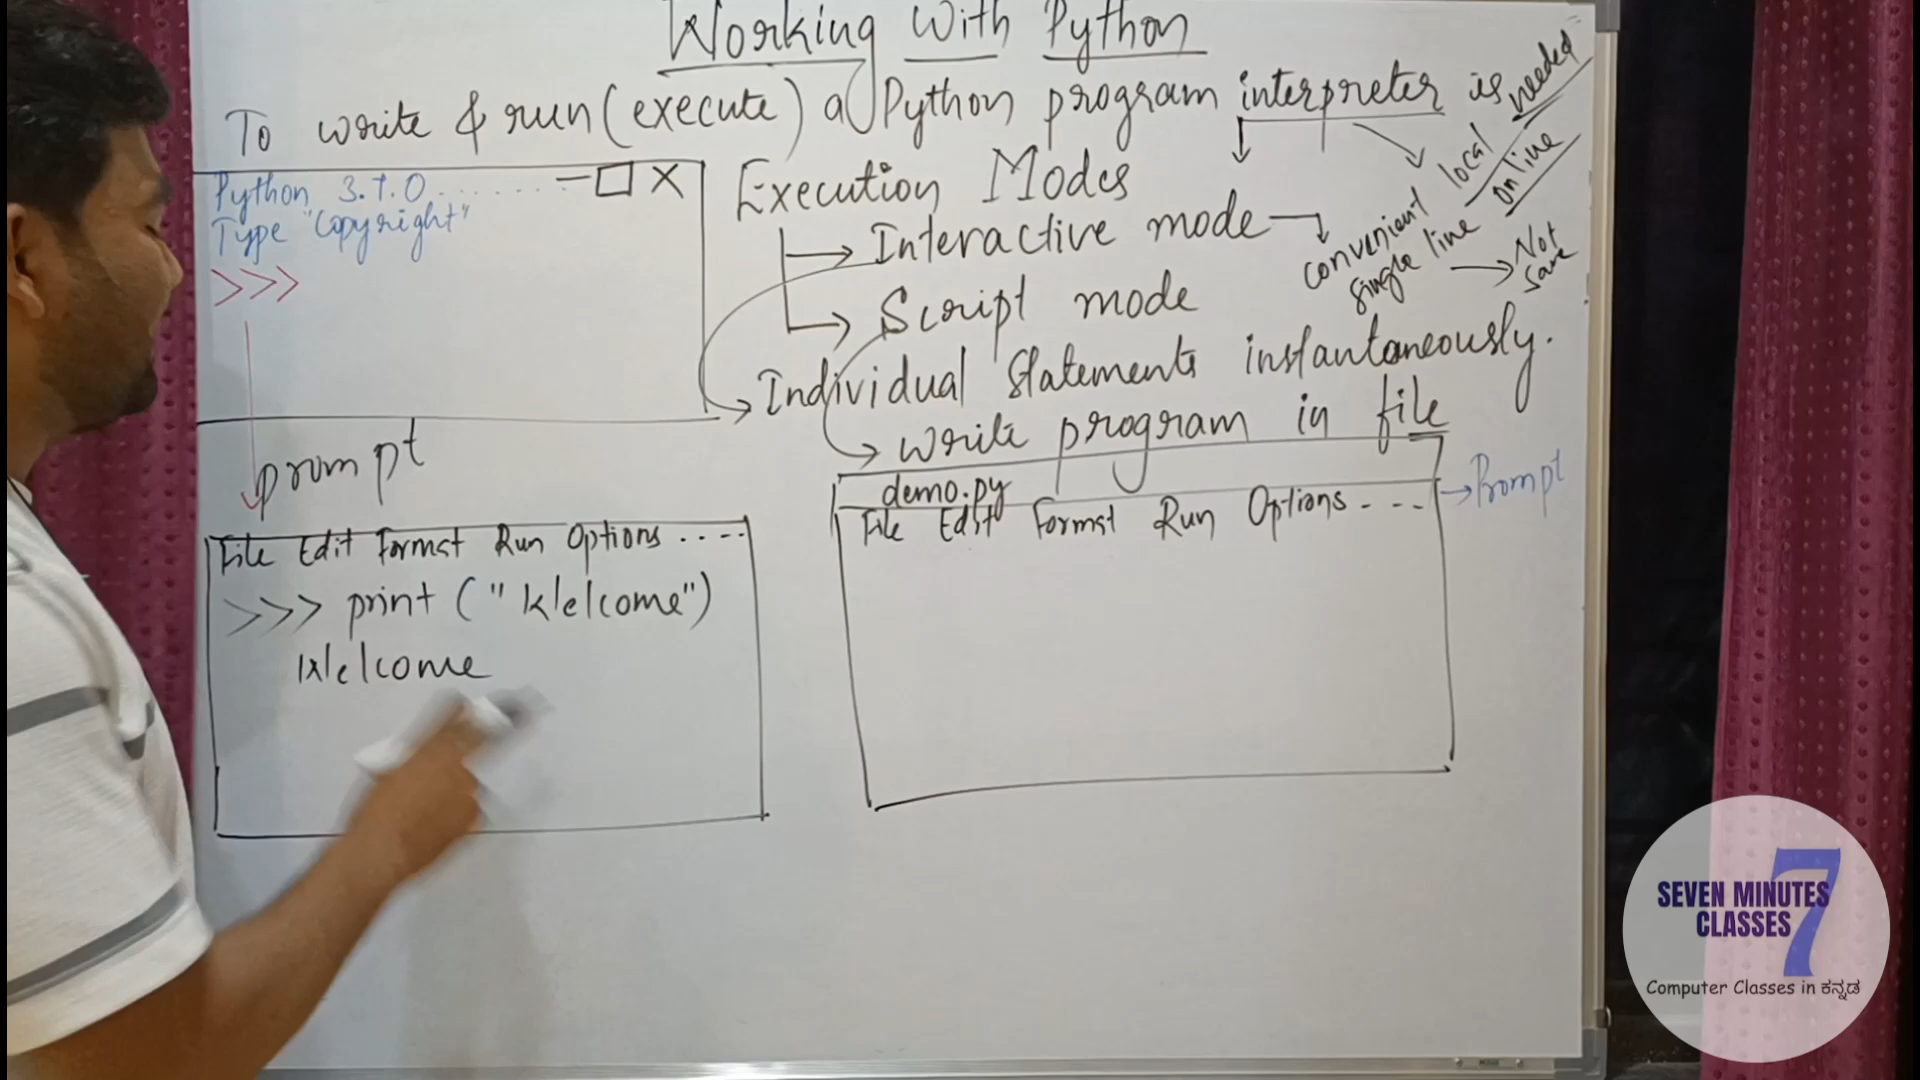 Working With Python
To write & run (execute) a Python program interpreter is needed
local
online
Python 3.7.0 ........ — □ X
Type "Copyright"
>>>
prompt
Execution Modes
Interactive mode
convenient
single line
Not
save
Script mode
Individual statements instantaneously.
write program in file
File Edit Format Run Options ....
>>> print ("Welcome")
Welcome
demo.py
File Edit Format Run Options - - -
Prompt
7
SEVEN MINUTES
CLASSES
Computer Classes in ಕನ್ನಡ